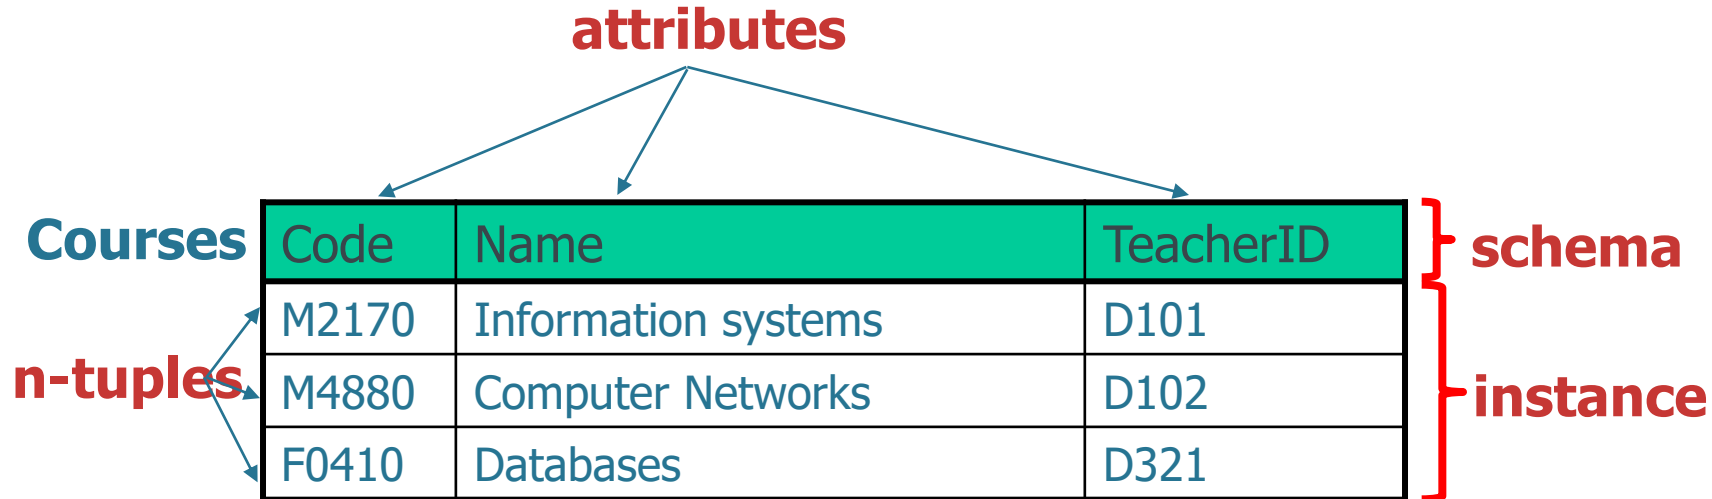 attributes
Courses Code Name TeacherID schema
M2170 Information systems D101
n-tuples M4880 Computer Networks D102 instance
F0410 Databases D321